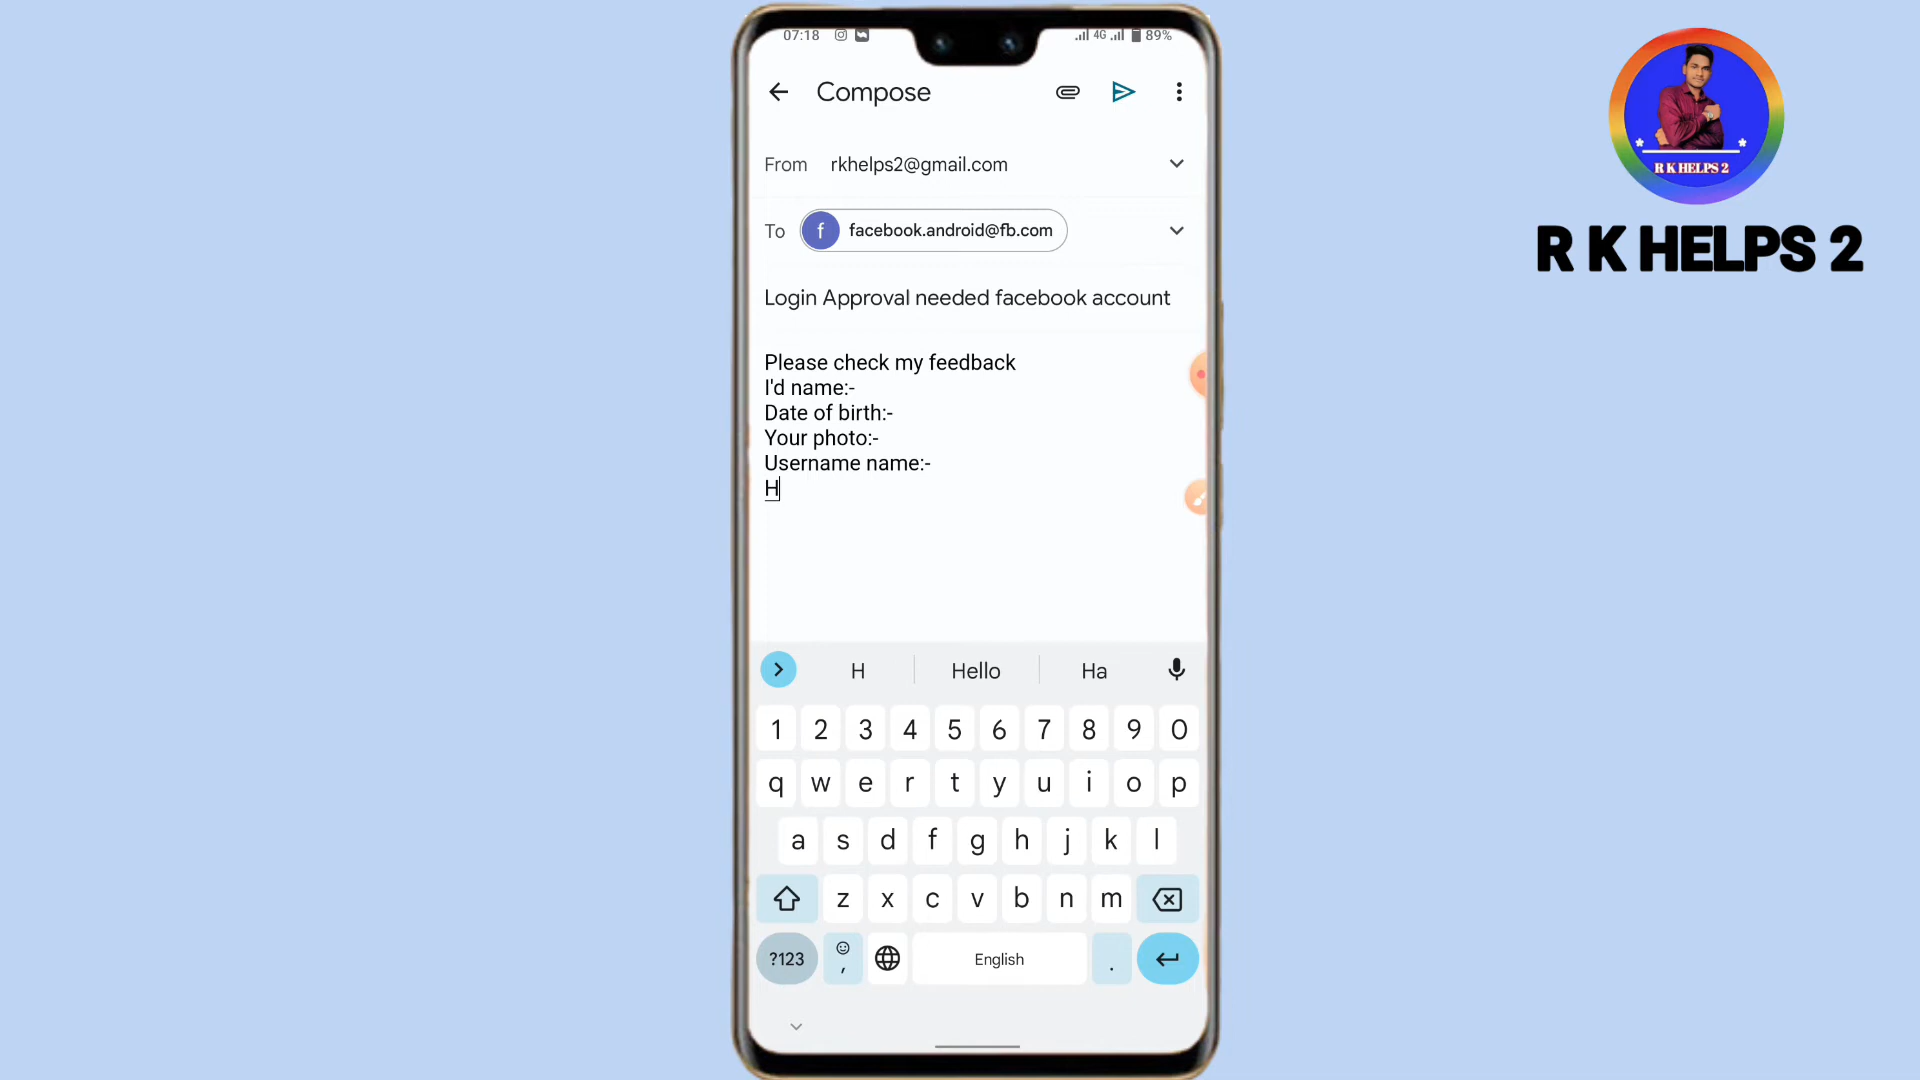 07:18 4G 89%
Compose
From rkhelps2@gmail.com
To f facebook.android@fb.com
Login Approval needed facebook account
Please check my feedback
I'd name:-
Date of birth:-
Your photo:-
Username name:-
H
H Hello Ha
1 2 3 4 5 6 7 8 9 0
q w e r t y u i o p
a s d f g h j k l
z x c v b n m
?123 , English .
R K HELPS 2
R K HELPS 2